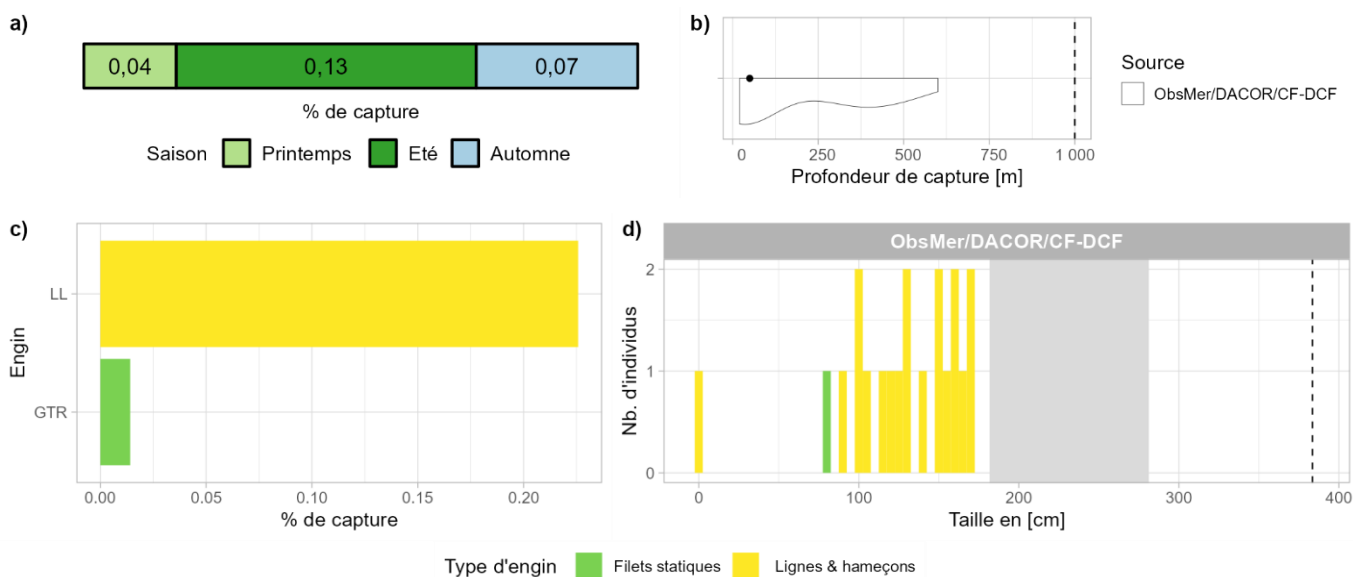 a)
0,04 0,13 0,07
% de capture
Saison Printemps Eté Automne
b)
0 250 500 750 1 000
Profondeur de capture [m]
Source
ObsMer/DACOR/CF-DCF
c)
Engin
LL
GTR
0.00 0.05 0.10 0.15 0.20
% de capture
d)
ObsMer/DACOR/CF-DCF
Nb. d'individus
2
1
0
0 100 200 300 400
Taille en [cm]
Type d'engin Filets statiques Lignes & hameçons